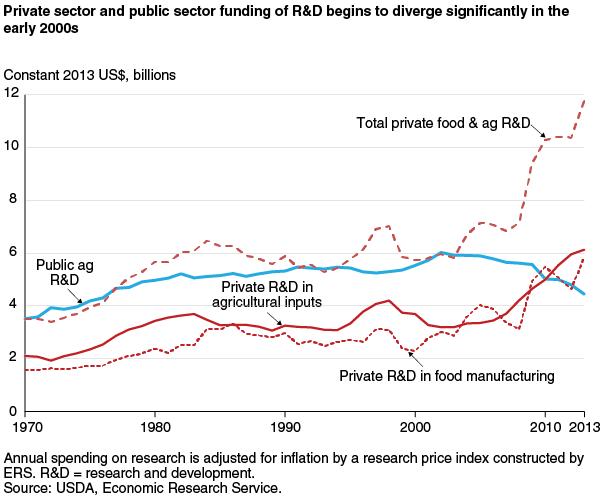 Private sector and public sector funding of R&D begins to diverge significantly in the
early 2000s
Constant 2013 US$, billions
12
10
8
6
4
2
0
Total private food & ag R&D
Public ag
R&D
Private R&D in
agricultural inputs
Private R&D in food manufacturing
1970
1980
1990
2000
2010
2013
Annual spending on research is adjusted for inflation by a research price index constructed by
ERS. R&D = research and development.
Source: USDA, Economic Research Service.